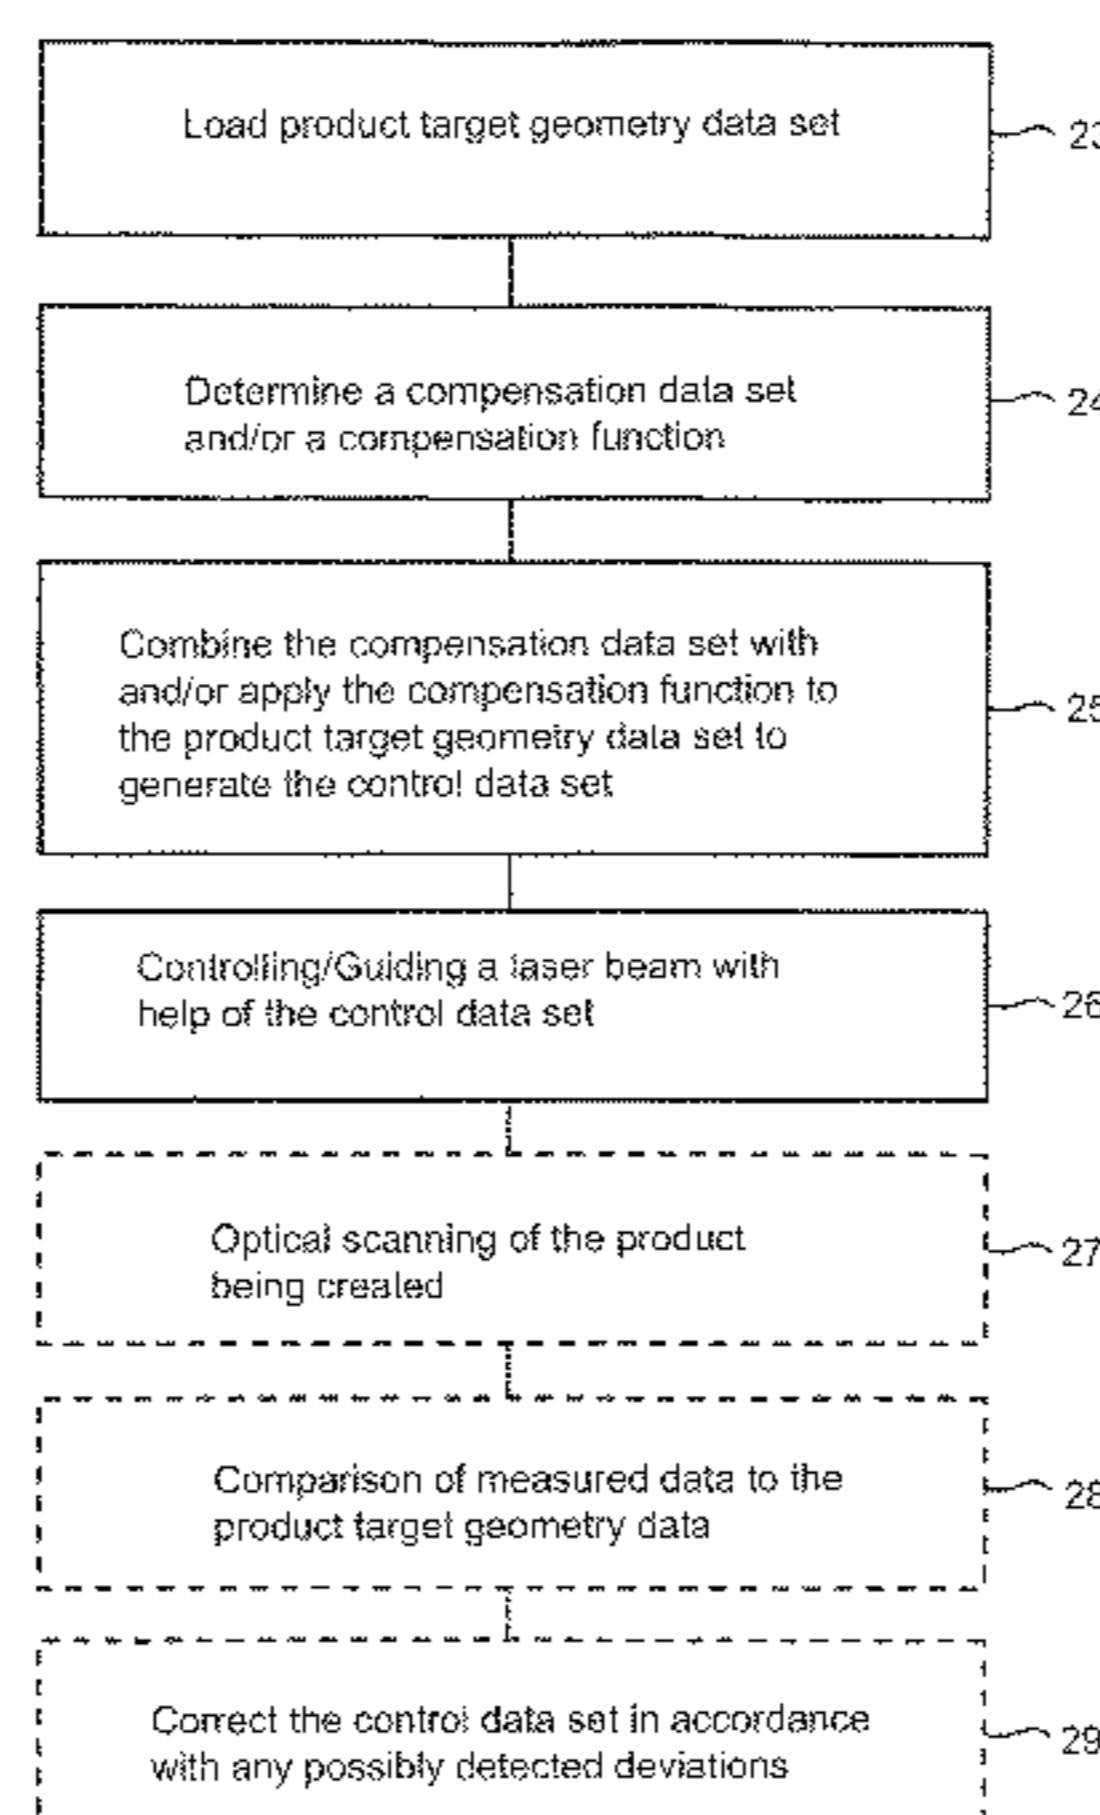 Load product target geometry data set
23
Determine a compensation data set
and/or a compensation function
24
Combine the compensation data set with
and/or apply the compensation function to
the product target geometry data set to
generate the control data set
25
Controlling/Guiding a laser beam with
help of the control data set
26
Optical scanning of the product
being created
27
Comparison of measured data to the
product target geometry data
28
Correct the control data set in accordance
with any possibly detected deviations
29